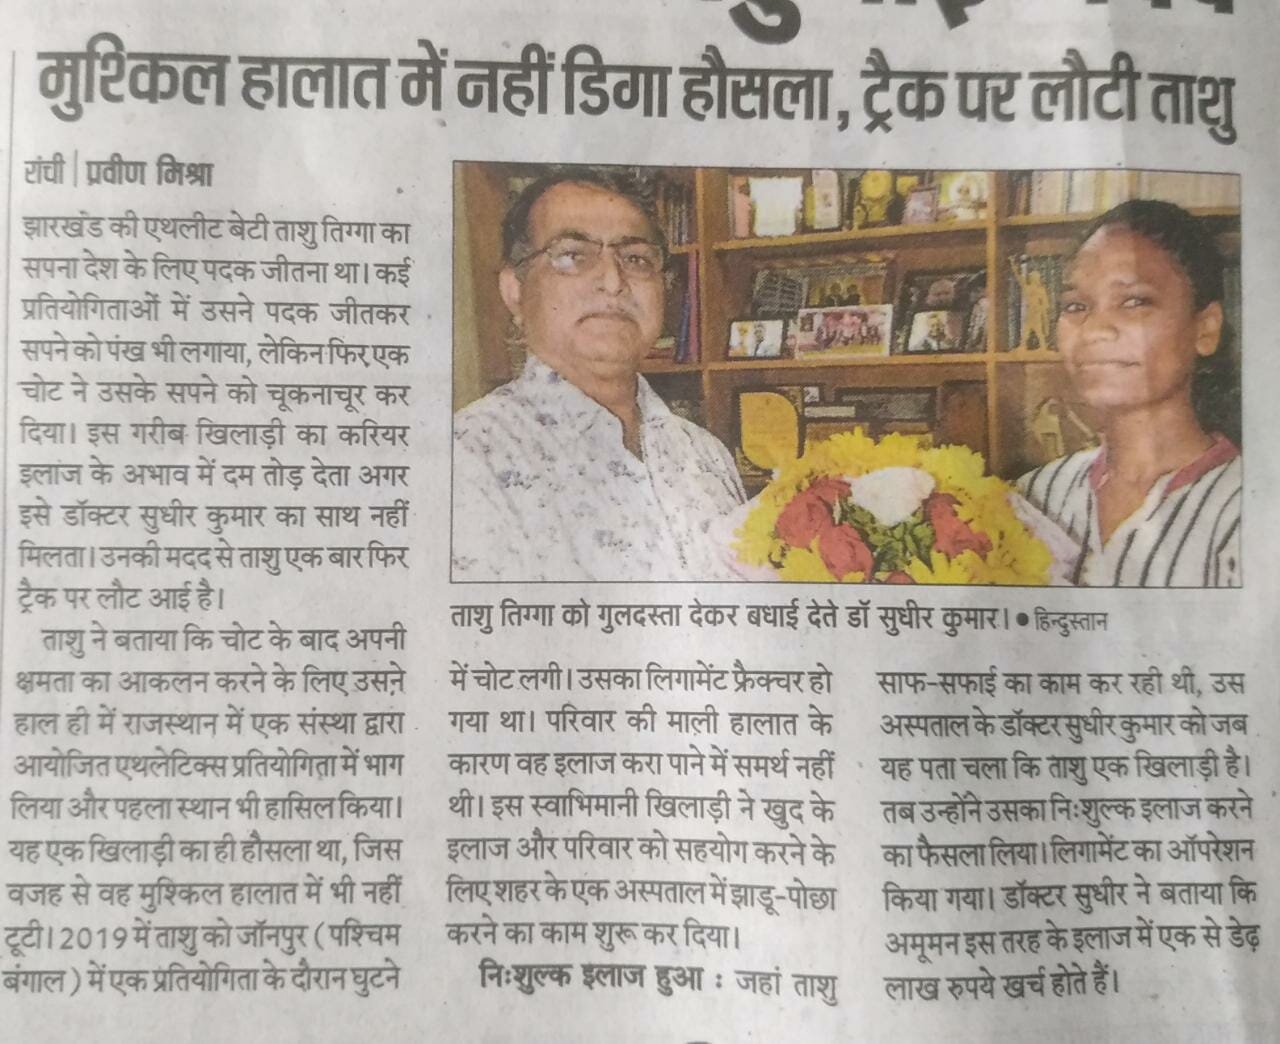 मुश्किल हालात में नहीं डिगा हौसला, ट्रैक पर लौटी ताशु
रांची | प्रवीण मिश्रा
झारखंड की एथलीट बेटी ताशु तिग्गा का
सपना देश के लिए पदक जीतना था। कई
प्रतियोगिताओं में उसने पदक जीतकर
सपने को पंख भी लगाया, लेकिन फिर एक
चोट ने उसके सपने को चूकनाचूर कर
दिया। इस गरीब खिलाड़ी का करियर
इलाज के अभाव में दम तोड़ देता अगर
इसे डॉक्टर सुधीर कुमार का साथ नहीं
मिलता। उनकी मदद से ताशु एक बार फिर
ट्रैक पर लौट आई है।
ताशु ने बताया कि चोट के बाद अपनी
क्षमता का आकलन करने के लिए उसने
हाल ही में राजस्थान में एक संस्था द्वारा
आयोजित एथलेटिक्स प्रतियोगिता में भाग
लिया और पहला स्थान भी हासिल किया।
यह एक खिलाड़ी का ही हौसला था, जिस
वजह से वह मुश्किल हालात में भी नहीं
टूटी। 2019 में ताशु को जॉनपुर ( पश्चिम
बंगाल ) में एक प्रतियोगिता के दौरान घुटने
ताशु तिग्गा को गुलदस्ता देकर बधाई देते डॉ सुधीर कुमार। ● हिन्दुस्तान
में चोट लगी। उसका लिगामेंट फ्रैक्चर हो
गया था। परिवार की माली हालात के
कारण वह इलाज करा पाने में समर्थ नहीं
थी। इस स्वाभिमानी खिलाड़ी ने खुद के
इलाज और परिवार को सहयोग करने के
लिए शहर के एक अस्पताल में झाडू-पोछा
करने का काम शुरू कर दिया।
निःशुल्क इलाज हुआ : जहां ताशु
साफ-सफाई का काम कर रही थी, उस
अस्पताल के डॉक्टर सुधीर कुमार को जब
यह पता चला कि ताशु एक खिलाड़ी है।
तब उन्होंने उसका निःशुल्क इलाज करने
का फैसला लिया। लिगामेंट का ऑपरेशन
किया गया। डॉक्टर सुधीर ने बताया कि
अमूमन इस तरह के इलाज में एक से डेढ़
लाख रुपये खर्च होते हैं।